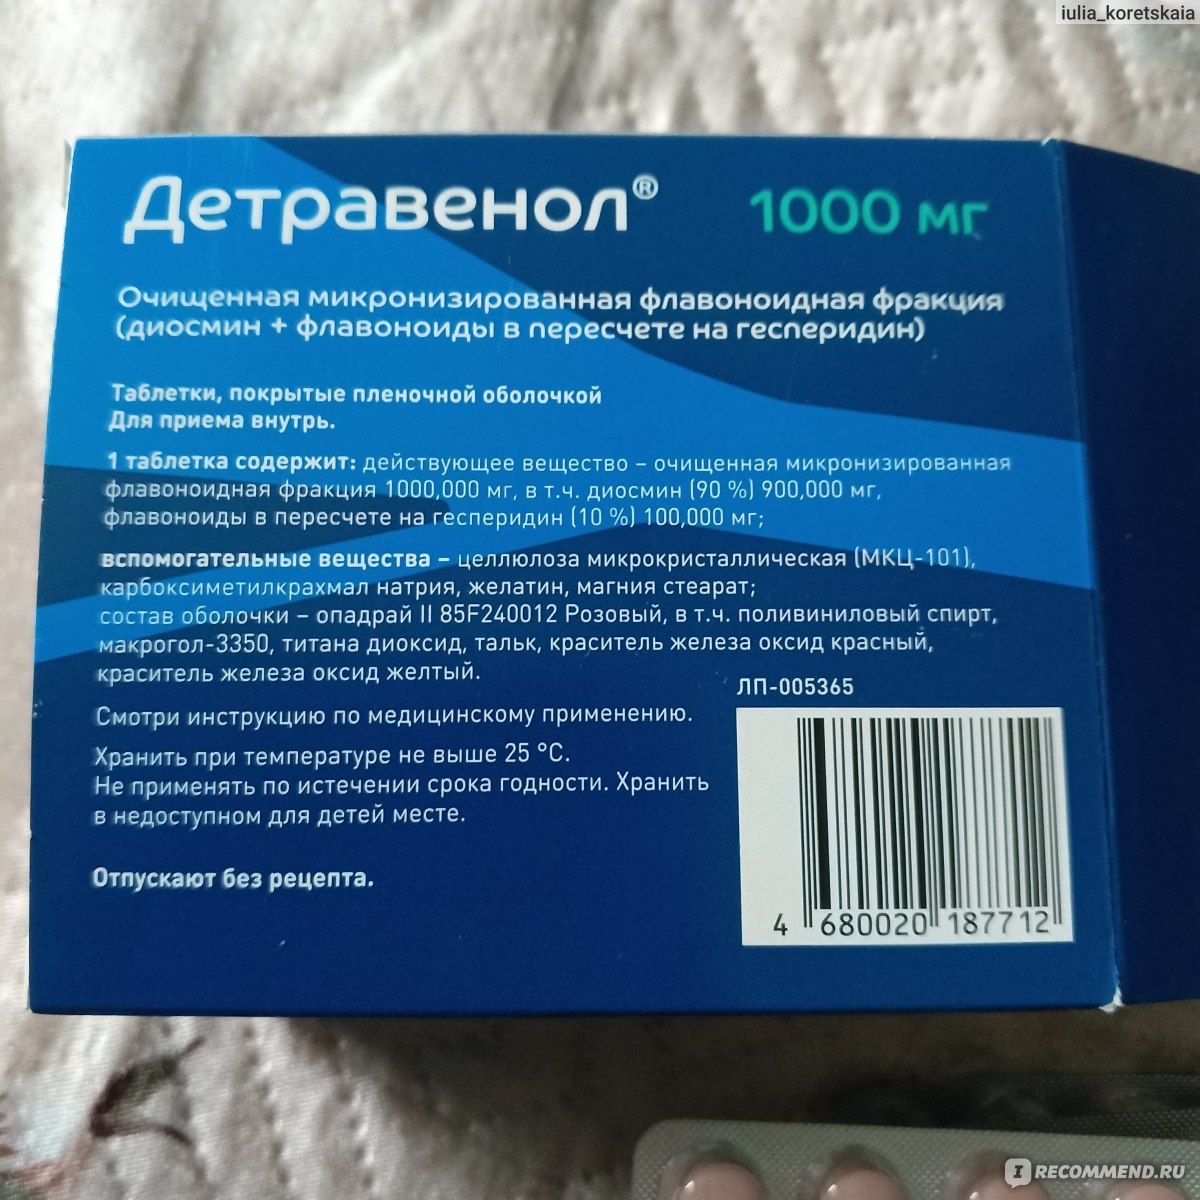 iulia_koretskaia
Детравенол® 1000 мг
Очищенная микронизированная флавоноидная фракция
(диосмин + флавоноиды в пересчете на гесперидин)
Таблетки, покрытые пленочной оболочкой
Для приема внутрь.
1 таблетка содержит: действующее вещество – очищенная микронизированная
флавоноидная фракция 1000,000 мг, в т.ч. диосмин (90 %) 900,000 мг,
флавоноиды в пересчете на гесперидин (10 %) 100,000 мг;
вспомогательные вещества – целлюлоза микрокристаллическая (МКЦ-101),
карбоксиметилкрахмал натрия, желатин, магния стеарат;
состав оболочки – опадрай II 85F240012 Розовый, в т.ч. поливиниловый спирт,
макрогол-3350, титана диоксид, тальк, краситель железа оксид красный,
краситель железа оксид желтый.
ЛП-005365
Смотри инструкцию по медицинскому применению.
Хранить при температуре не выше 25 °С.
Не применять по истечении срока годности. Хранить
в недоступном для детей месте.
Отпускают без рецепта.
4 680020 187712
IRECOMMEND.RU